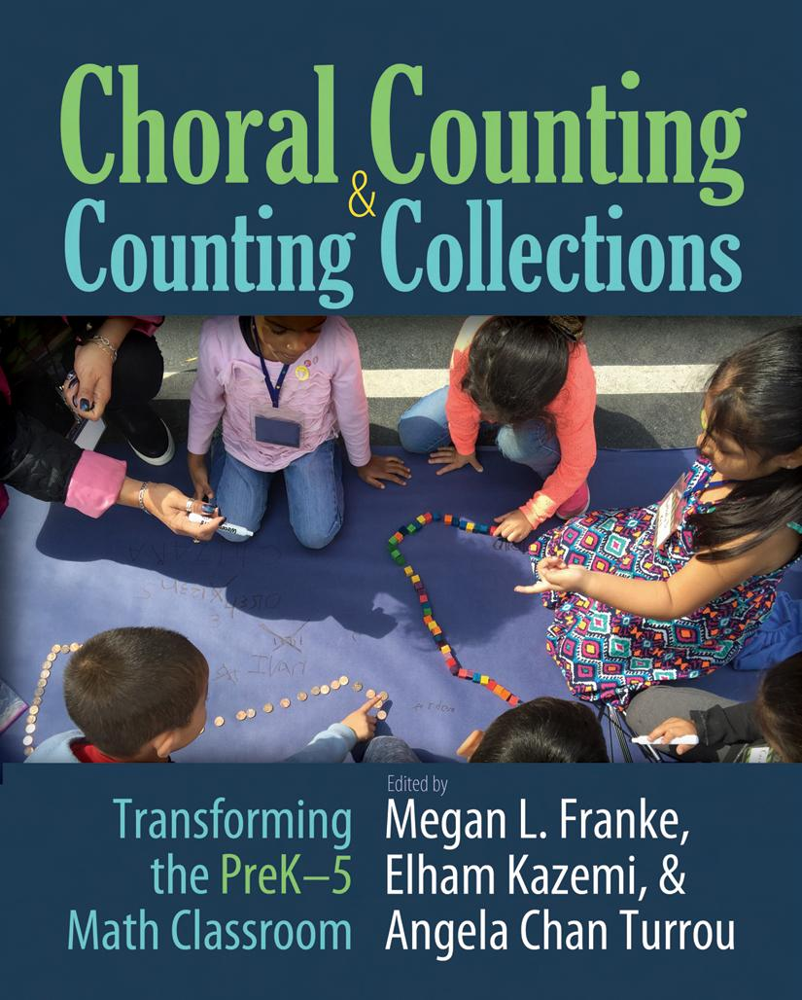 Choral Counting
&
Counting Collections
Transforming
the PreK–5
Math Classroom
Edited by
Megan L. Franke,
Elham Kazemi, &
Angela Chan Turrou